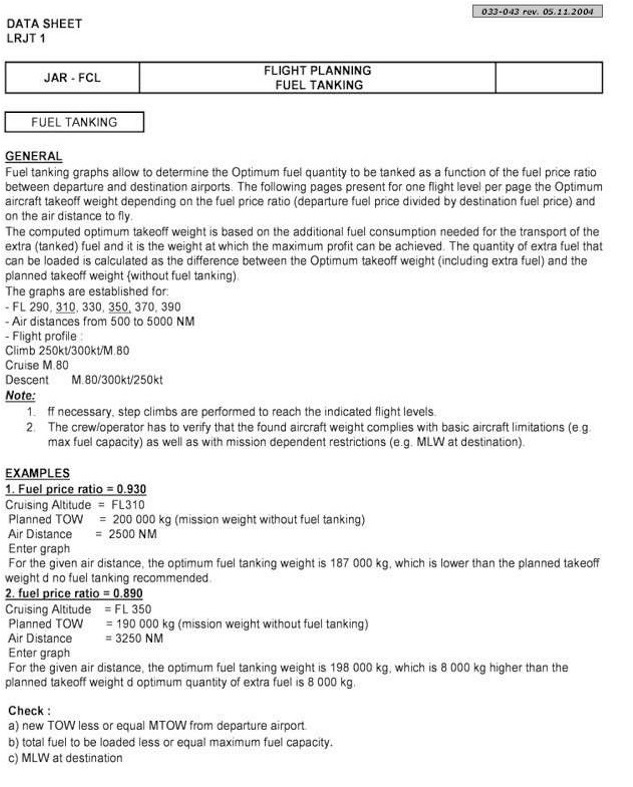 033-043 rev. 05.11.2004
DATA SHEET
LRJT 1
JAR - FCL
FLIGHT PLANNING
FUEL TANKING
FUEL TANKING
GENERAL
Fuel tanking graphs allow to determine the Optimum fuel quantity to be tanked as a function of the fuel price ratio
between departure and destination airports. The following pages present for one flight level per page the Optimum
aircraft takeoff weight depending on the fuel price ratio (departure fuel price divided by destination fuel price) and
on the air distance to fly.
The computed optimum takeoff weight is based on the additional fuel consumption needed for the transport of the
extra (tanked) fuel and it is the weight at which the maximum profit can be achieved. The quantity of extra fuel that
can be loaded is calculated as the difference between the Optimum takeoff weight (including extra fuel) and the
planned takeoff weight {without fuel tanking).
The graphs are established for:
- FL 290, 310, 330, 350, 370, 390
- Air distances from 500 to 5000 NM
- Flight profile :
Climb 250kt/300kt/M.80
Cruise M.80
Descent M.80/300kt/250kt
Note:
1. ff necessary, step climbs are performed to reach the indicated flight levels.
2. The crew/operator has to verify that the found aircraft weight complies with basic aircraft limitations (e.g.
max fuel capacity) as well as with mission dependent restrictions (e.g. MLW at destination).
EXAMPLES
1. Fuel price ratio = 0.930
Cruising Altitude = FL310
Planned TOW = 200 000 kg (mission weight without fuel tanking)
Air Distance = 2500 NM
Enter graph
For the given air distance, the optimum fuel tanking weight is 187 000 kg, which is lower than the planned takeoff
weight d no fuel tanking recommended.
2. fuel price ratio = 0.890
Cruising Altitude = FL 350
Planned TOW = 190 000 kg (mission weight without fuel tanking)
Air Distance = 3250 NM
Enter graph
For the given air distance, the optimum fuel tanking weight is 198 000 kg, which is 8 000 kg higher than the
planned takeoff weight d optimum quantity of extra fuel is 8 000 kg.
Check :
a) new TOW less or equal MTOW from departure airport.
b) total fuel to be loaded less or equal maximum fuel capacity.
c) MLW at destination